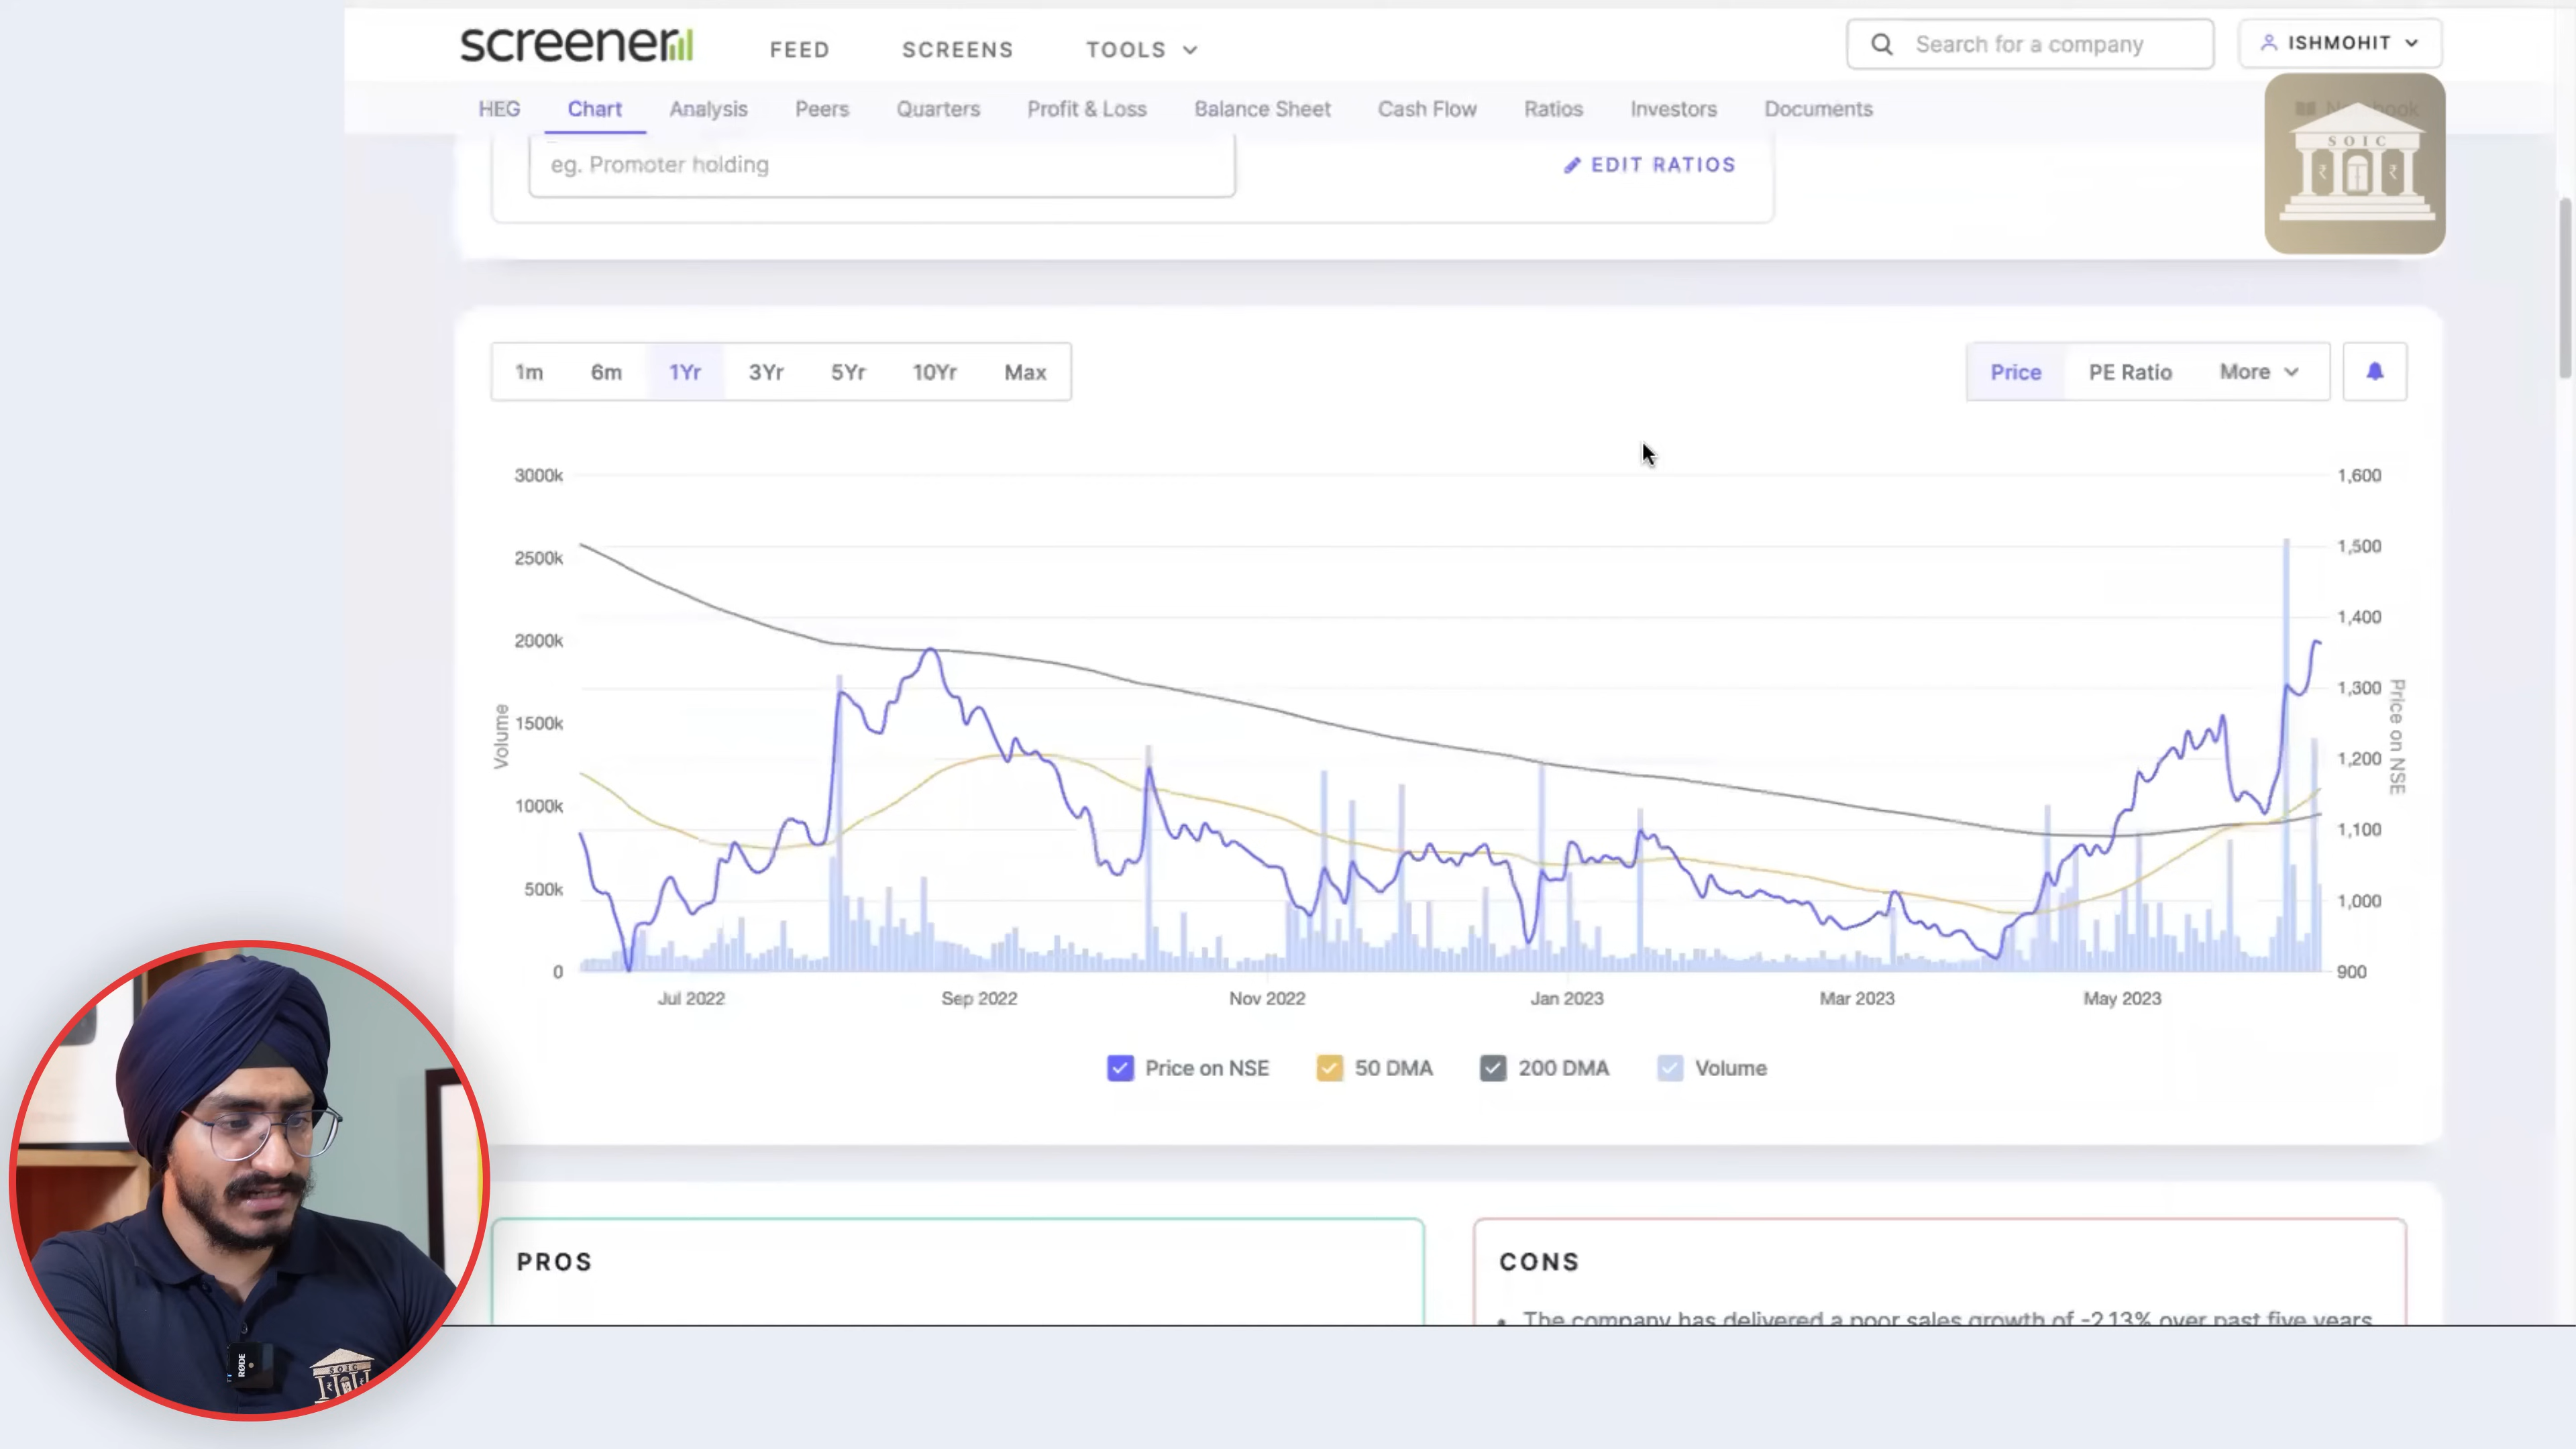 screener FEED SCREENS TOOLS Search for a company ISHMOHIT
HEG Chart Analysis Peers Quarters Profit & Loss Balance Sheet Cash Flow Ratios Investors Documents
SOIC
₹ ₹
eg. Promoter holding EDIT RATIOS
1m 6m 1Yr 3Yr 5Yr 10Yr Max Price PE Ratio More
3000k 1,600
2500k 1,500
2000k 1,400
1500k 1,300
1000k 1,200
500k 1,100
0 1,000
900
Volume
Price on NSE
Jul 2022 Sep 2022 Nov 2022 Jan 2023 Mar 2023 May 2023
Price on NSE 50 DMA 200 DMA Volume
PROS
CONS
• The company has delivered a poor sales growth of -2.13% over past five years
RØDE
SOIC